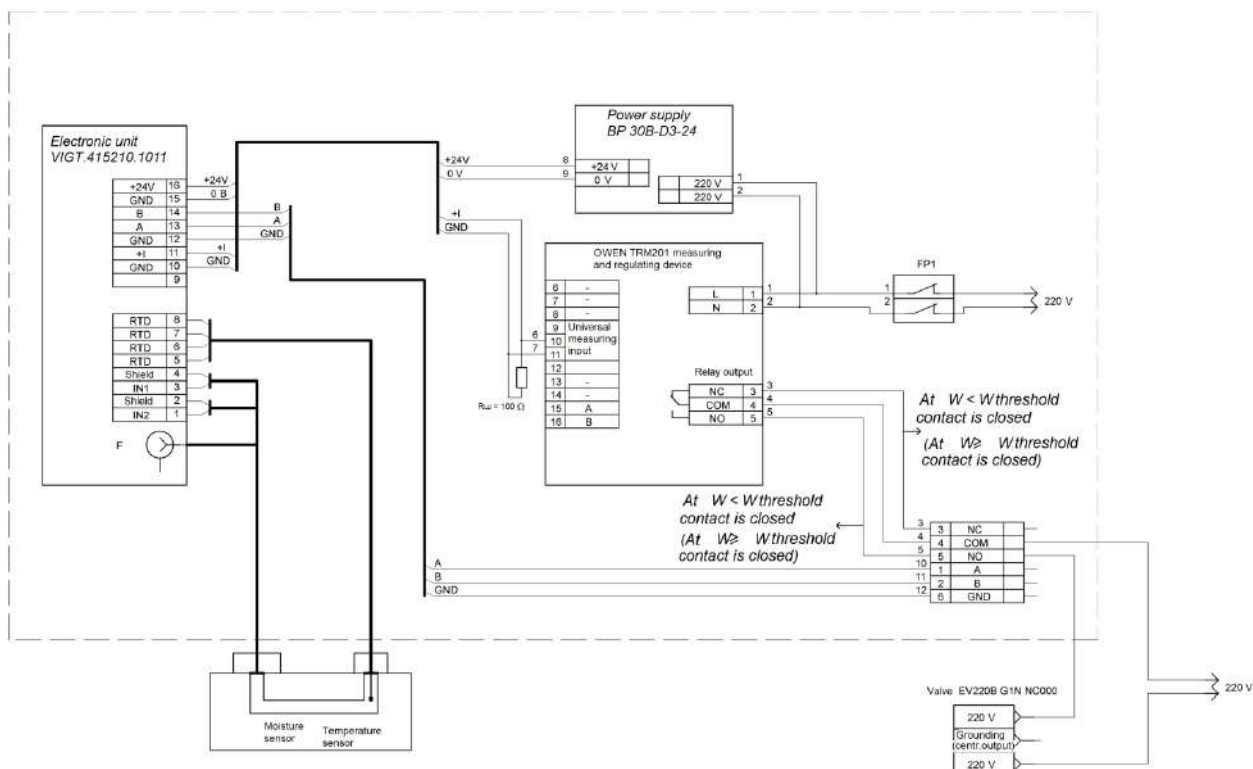 Electronic unit
VIGT.415210.1011
+24V 16 +24V
GND 15 0 B
B 14 B
A 13 A
GND 12 GND
+I 11 +I
GND 10 GND
9
RTD 8
RTD 7
RTD 6
RTD 5
Shield 4
IN1 3
Shield 2
IN2 1
F
Power supply
BP 30B-D3-24
+24V 8 +24 V
0 V 9 0 V
220 V 1
220 V 2
+I
GND
OWEN TRM201 measuring
and regulating device
6 -
7 -
8 -
9 Universal
6 10 measuring
7 11 input
12
13 -
14 -
15 A
16 B
Rш = 100 Ω
L 1 1
N 2 2
FP1
1
2
220 V
Relay output
NC 3 3
COM 4 4
NO 5 5
At W < W threshold
contact is closed
(At W≥ W threshold
contact is closed)
At W < W threshold
contact is closed
(At W≥ W threshold
contact is closed)
3 3 NC
4 4 COM
5 5 NO
A 10 1 A
B 11 2 B
GND 12 6 GND
Moisture
sensor
Temperature
sensor
Valve EV220B G1N NC000
220 V
Grounding
(centr.output)
220 V
220 V